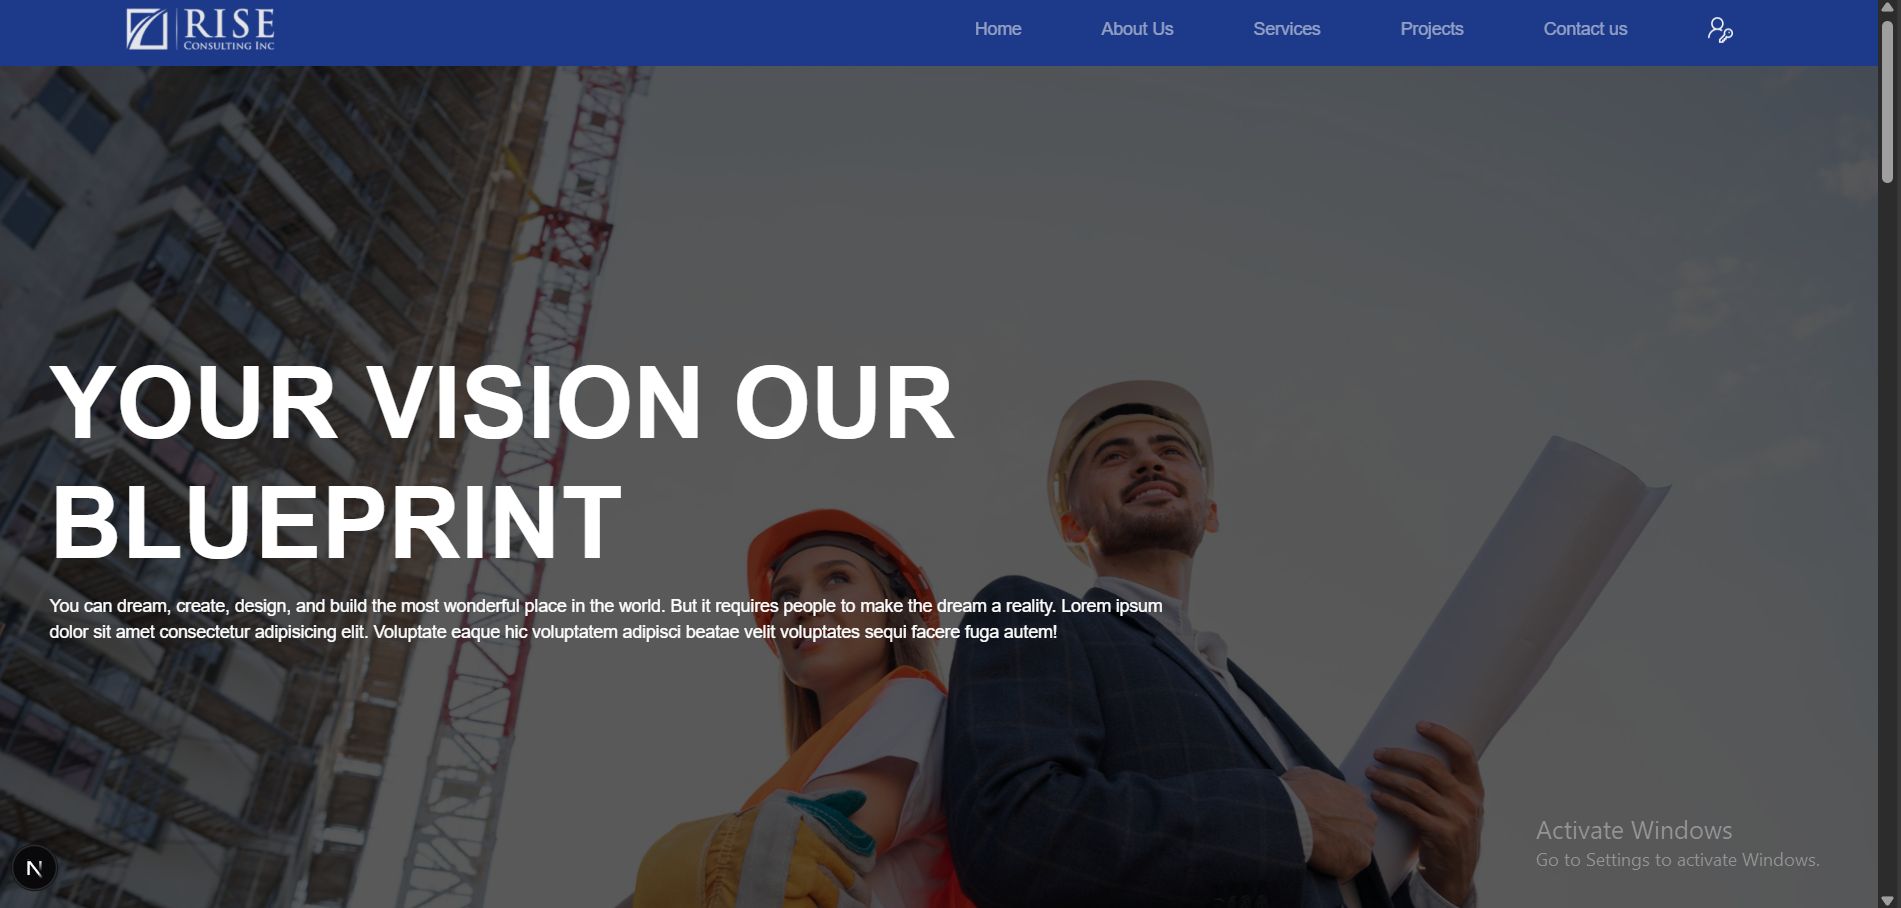 RISE
CONSULTING INC
Home
About Us
Services
Projects
Contact us
YOUR VISION OUR
BLUEPRINT
You can dream, create, design, and build the most wonderful place in the world. But it requires people to make the dream a reality. Lorem ipsum
dolor sit amet consectetur adipisicing elit. Voluptate eaque hic voluptatem adipisci beatae velit voluptates sequi facere fuga autem!
Activate Windows
Go to Settings to activate Windows.
N